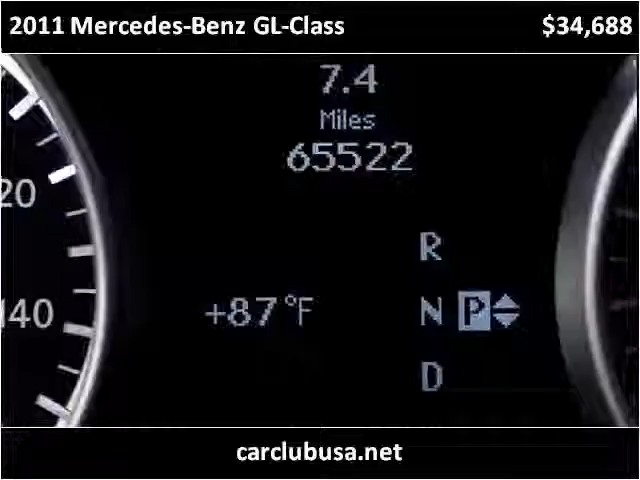 2011 Mercedes-Benz GL-Class $34,688
7.4
Miles
65522
20
R
+87°F N P
140
D
carclubusa.net